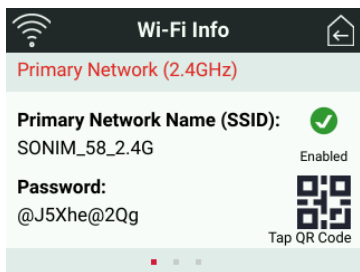 Wi-Fi Info
Primary Network (2.4GHz)
Primary Network Name (SSID):
SONIM_58_2.4G
Enabled
Password:
@J5Xhe@2Qg
Tap QR Code